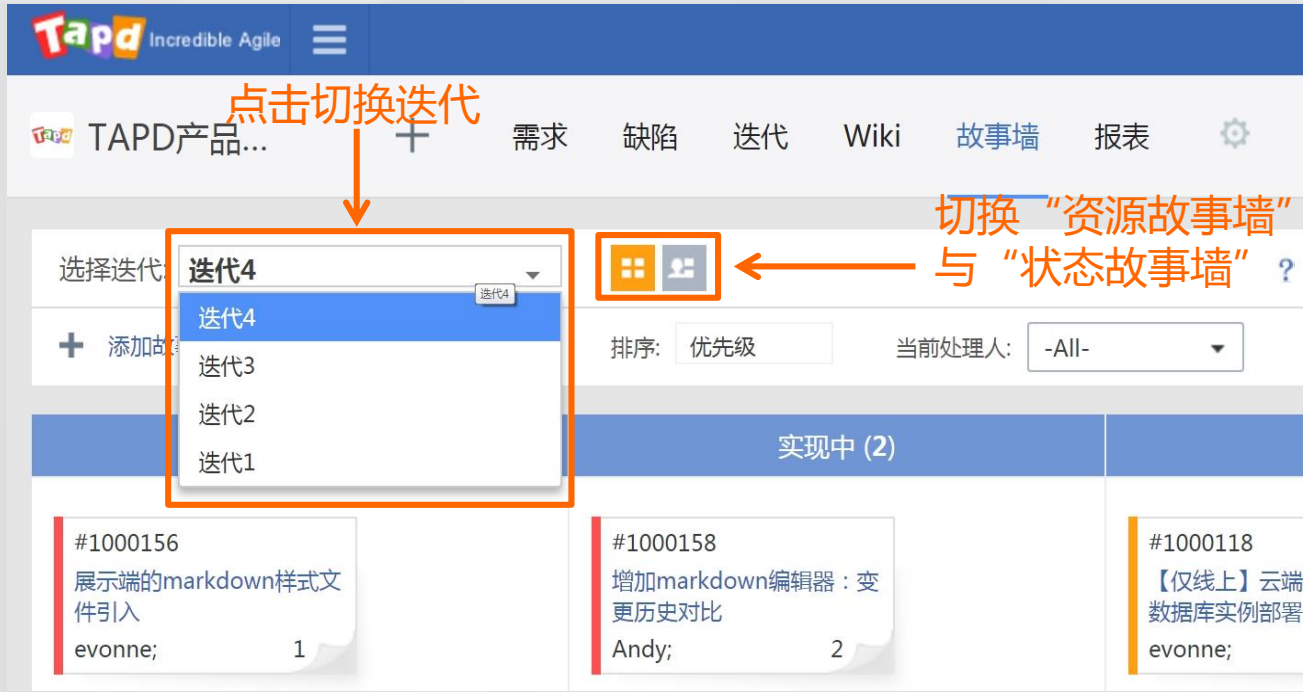 Tapd Incredible Agile
点击切换迭代
Tapd TAPD产品... 需求 缺陷 迭代 Wiki 故事墙 报表
切换“资源故事墙”
与“状态故事墙” ?
选择迭代: 迭代4
迭代4
迭代4
迭代3
迭代2
迭代1
添加故
排序: 优先级 当前处理人: -All-
实现中 (2)
#1000156
展示端的markdown样式文
件引入
evonne; 1
#1000158
增加markdown编辑器：变
更历史对比
Andy; 2
#1000118
【仅线上】云端
数据库实例部署
evonne;